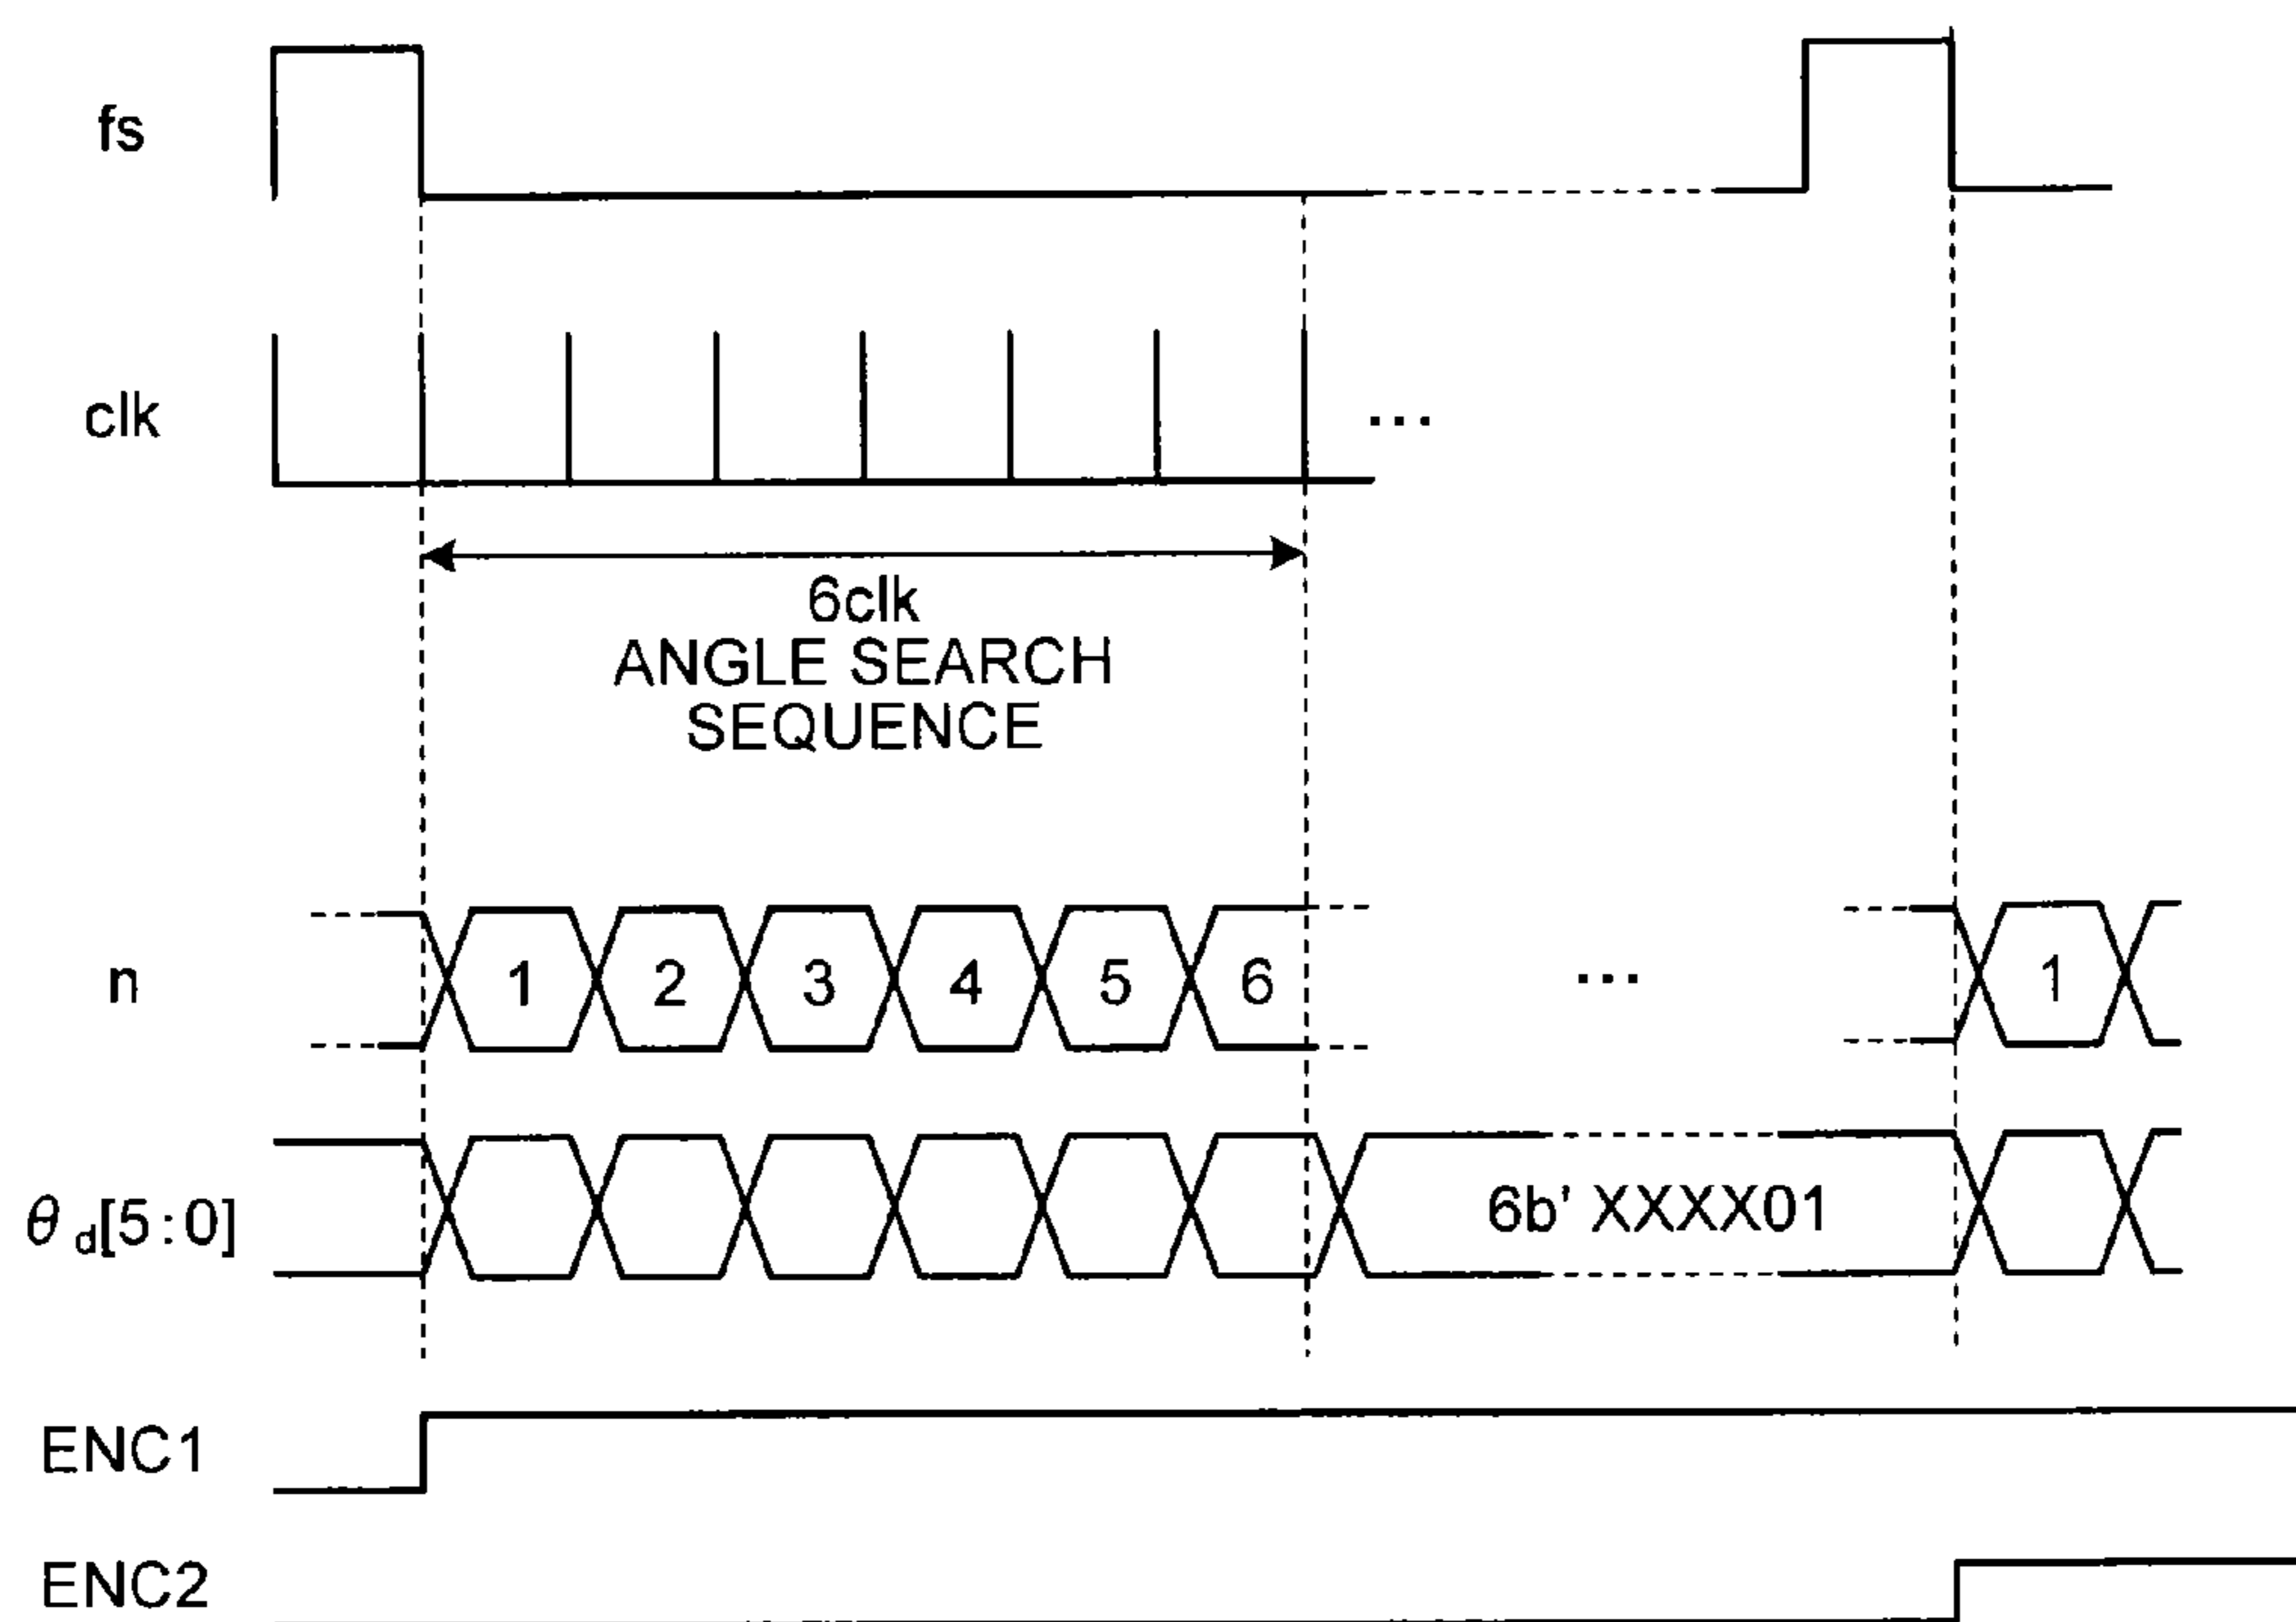 fs
clk
...
6clk
ANGLE SEARCH
SEQUENCE
n
1 2 3 4 5 6 ... 1
θd[5:0]
6b' XXXX01
ENC1
ENC2